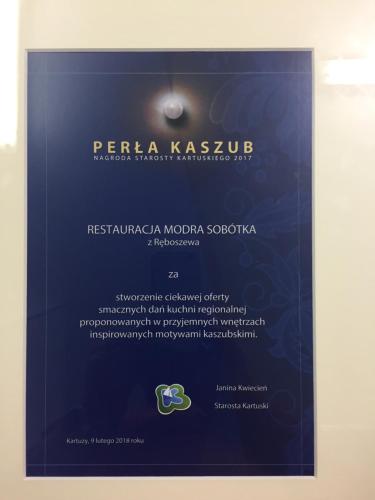 PERŁA KASZUB
NAGRODA STAROSTY KARTUSKIEGO 2017
RESTAURACJA MODRA SOBÓTKA
z Ręboszewa
za
stworzenie ciekawej oferty
smacznych dań kuchni regionalnej
proponowanych w przyjemnych wnętrzach
inspirowanych motywami kaszubskimi.
Janina Kwiecień
Starosta Kartuski
Kartuzy, 9 lutego 2018 roku